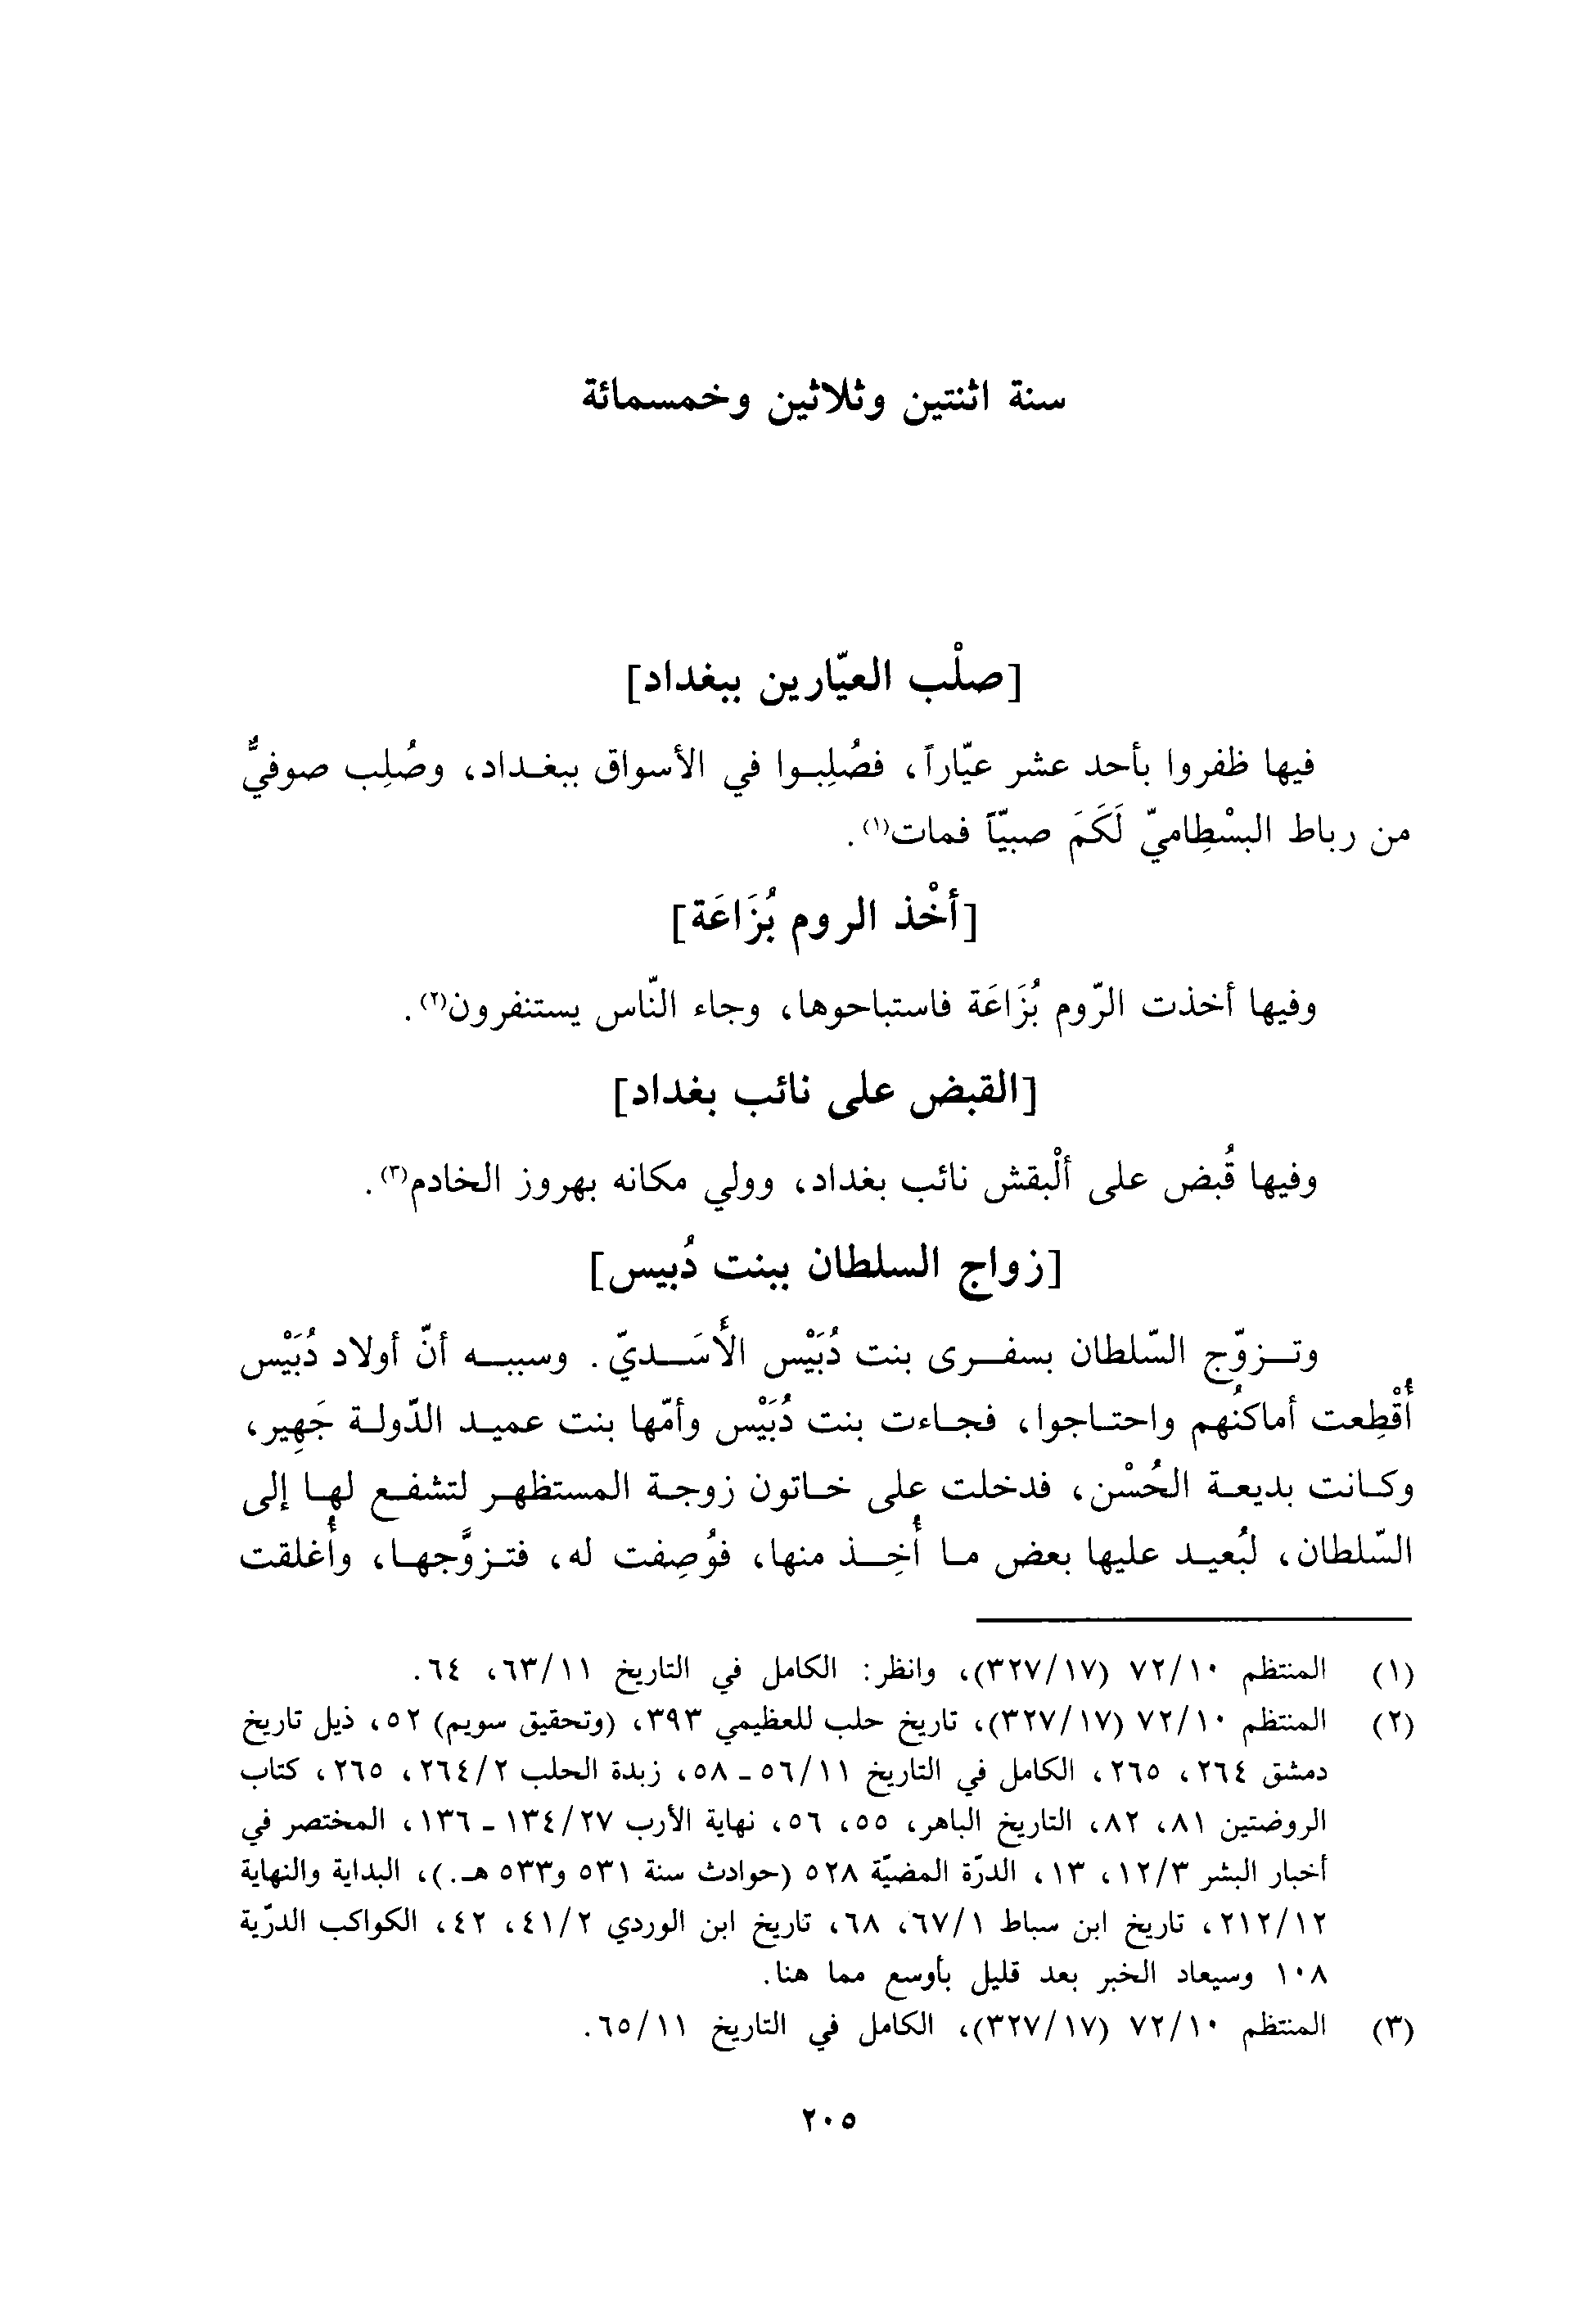 سنة اثنتين وثلاثين وخمسمائة
[صلْب العيّارين ببغداد]
فيها ظفروا بأحد عشر عيّاراً، فصُلِبوا في الأسواق ببغداد، وصُلِب صوفيٌّ
من رباط البسْطِاميّ لَكَمَ صبيّاً فمات(١).
[أخْذ الروم بُزَاعَة]
وفيها أخذت الرّوم بُزَاعَة فاستباحوها، وجاء النّاس يستنفرون(٢).
[القبض على نائب بغداد]
وفيها قُبض على ألْبقش نائب بغداد، وولي مكانه بهروز الخادم(٣).
[زواج السلطان ببنت دُبيس]
وتزوّج السّلطان بسفرى بنت دُبَيْس الأَسَديّ. وسببه أنّ أولاد دُبَيْس
أُقْطِعت أماكنُهم واحتاجوا، فجاءت بنت دُبَيْس وأمّها بنت عميد الدّولة جَهِير،
وكانت بديعة الحُسْن، فدخلت على خاتون زوجة المستظهر لتشفع لها إلى
السّلطان، لبُعيد عليها بعض ما أُخِذ منها، فوُصِفت له، فتزوَّجها، وأُغلقت
(١) المنتظم ٧٢/١٠ (٣٢٧/١٧)، وانظر: الكامل في التاريخ ٦٣/١١، ٦٤.
(٢) المنتظم ٧٢/١٠ (٣٢٧/١٧)، تاريخ حلب للعظيمي ٣٩٣، (وتحقيق سويم) ٥٢، ذيل تاريخ
دمشق ٢٦٤، ٢٦٥، الكامل في التاريخ ٥٦/١١ - ٥٨، زبدة الحلب ٢٦٤/٢، ٢٦٥، كتاب
الروضتين ٨١، ٨٢، التاريخ الباهر، ٥٥، ٥٦، نهاية الأرب ١٣٤/٢٧ - ١٣٦، المختصر في
أخبار البشر ١٢/٣، ١٣، الدرّة المضيّة ٥٢٨ (حوادث سنة ٥٣١ و٥٣٣ هـ.)، البداية والنهاية
٢١٢/١٢، تاريخ ابن سباط ٦٧/١، ٦٨، تاريخ ابن الوردي ٤١/٢، ٤٢، الكواكب الدرّية
١٠٨ وسيعاد الخبر بعد قليل بأوسع مما هنا.
(٣) المنتظم ٧٢/١٠ (٣٢٧/١٧)، الكامل في التاريخ ٦٥/١١.
٢٠٥